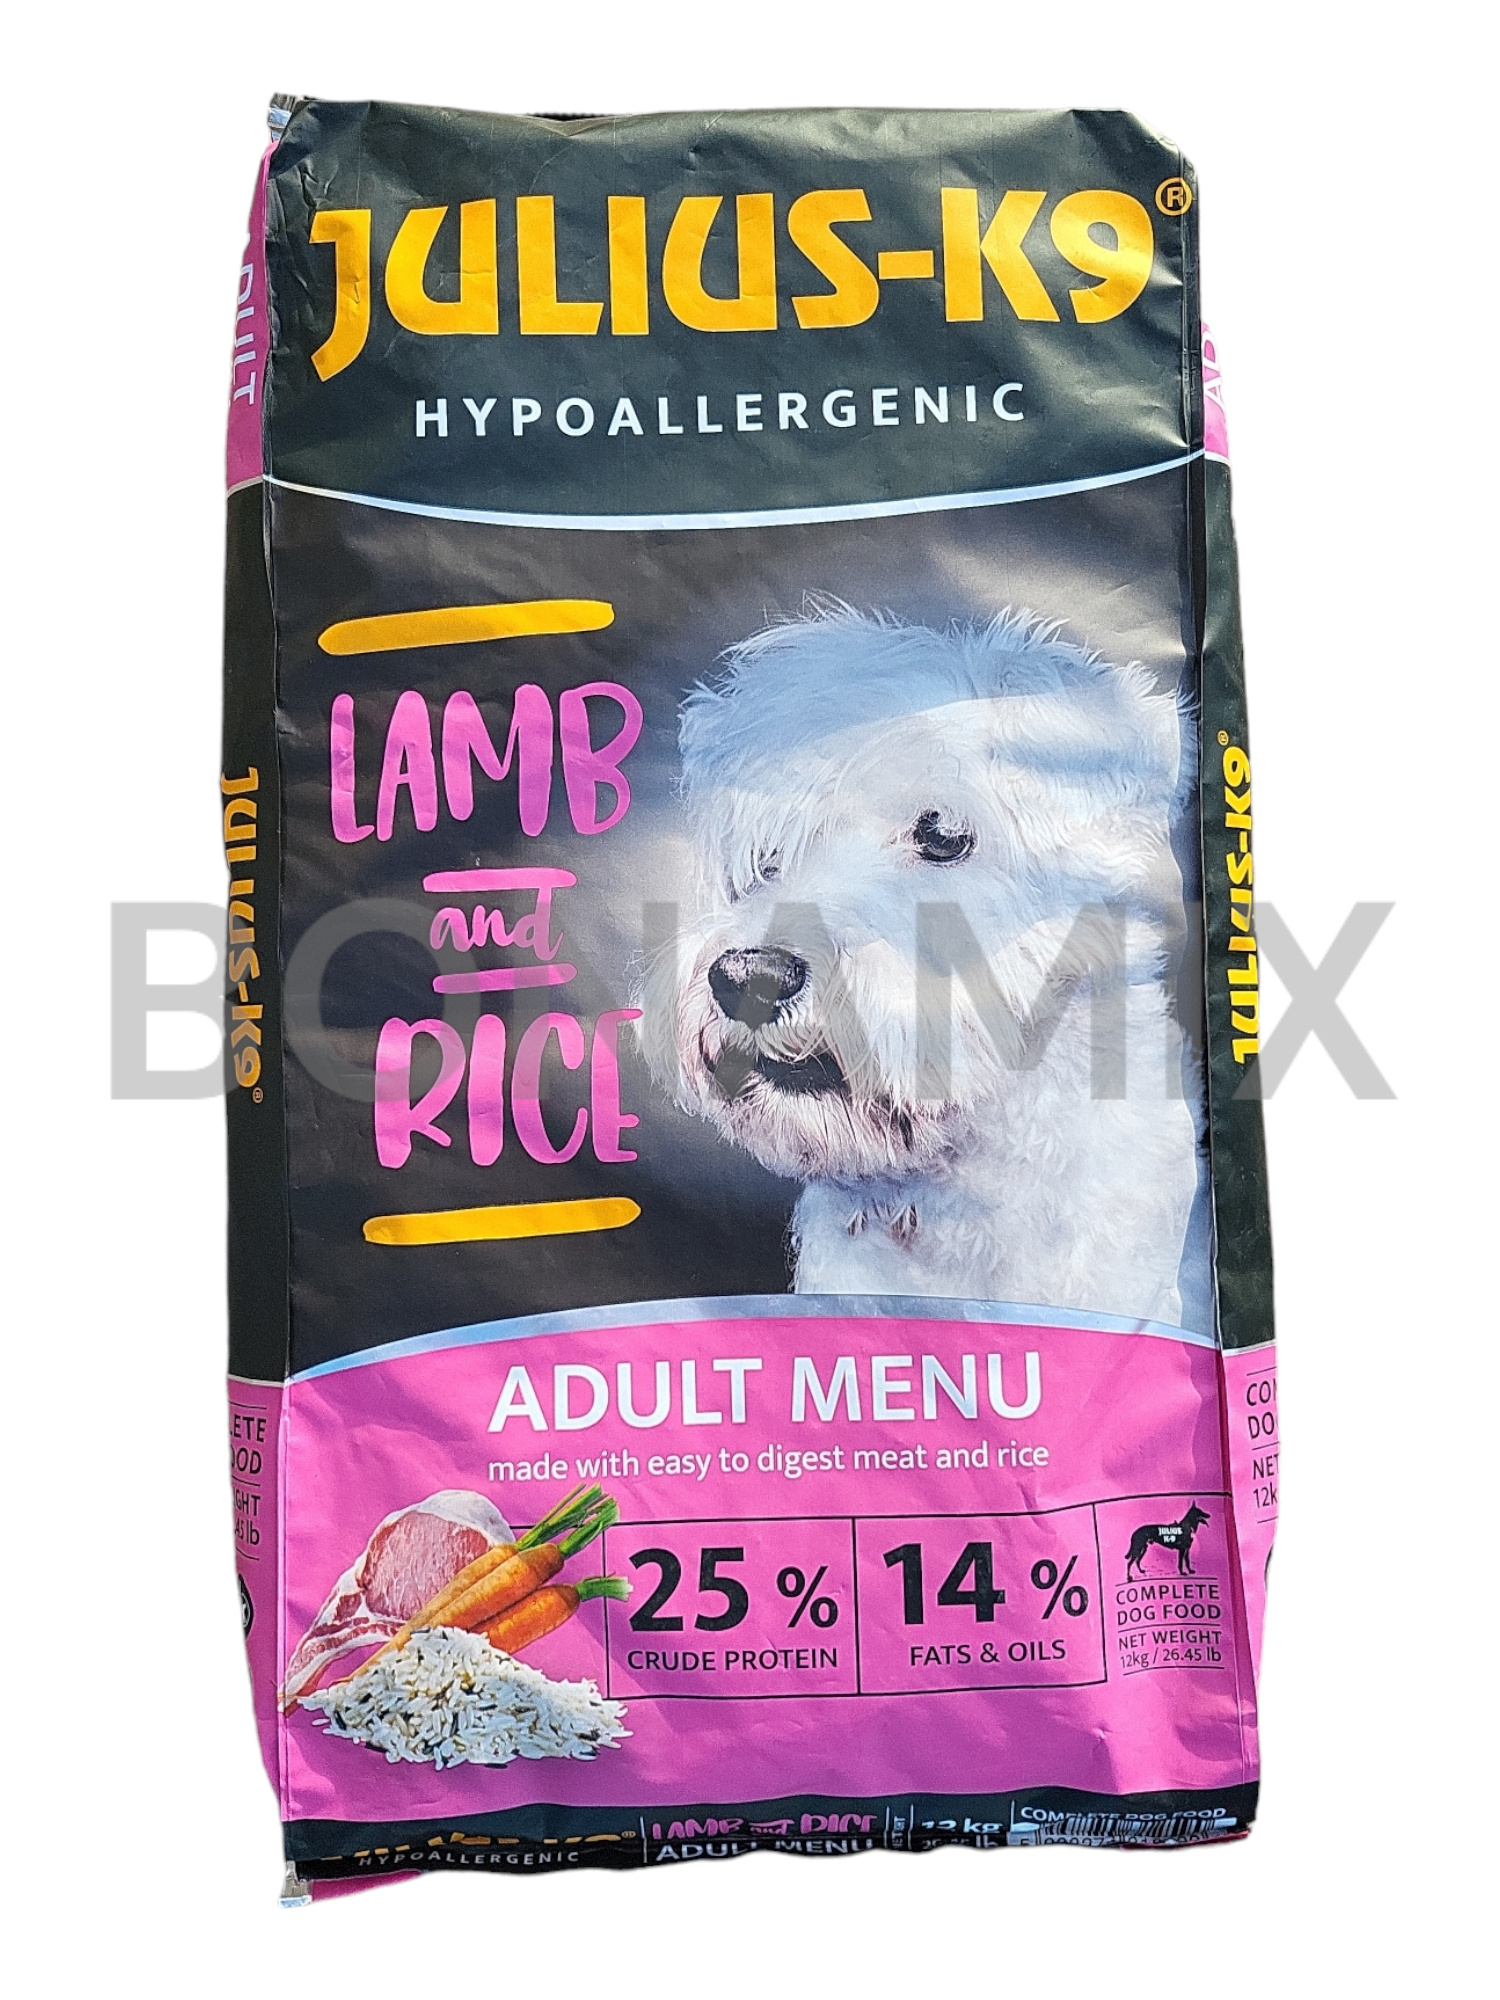 JULIUS-K9®
HYPOALLERGENIC
LAMB
and
RICE
BONAMIX
JULIUS-K9®
JULIUS-K9®
ADULT MENU
made with easy to digest meat and rice
25 %
CRUDE PROTEIN
14 %
FATS & OILS
JULIUS
K-9
COMPLETE
DOG FOOD
NET WEIGHT
12kg / 26.45 lb
HYPOALLERGENIC
LAMB and RICE
ADULT MENU
12 kg
COMPLETE DOG FOOD